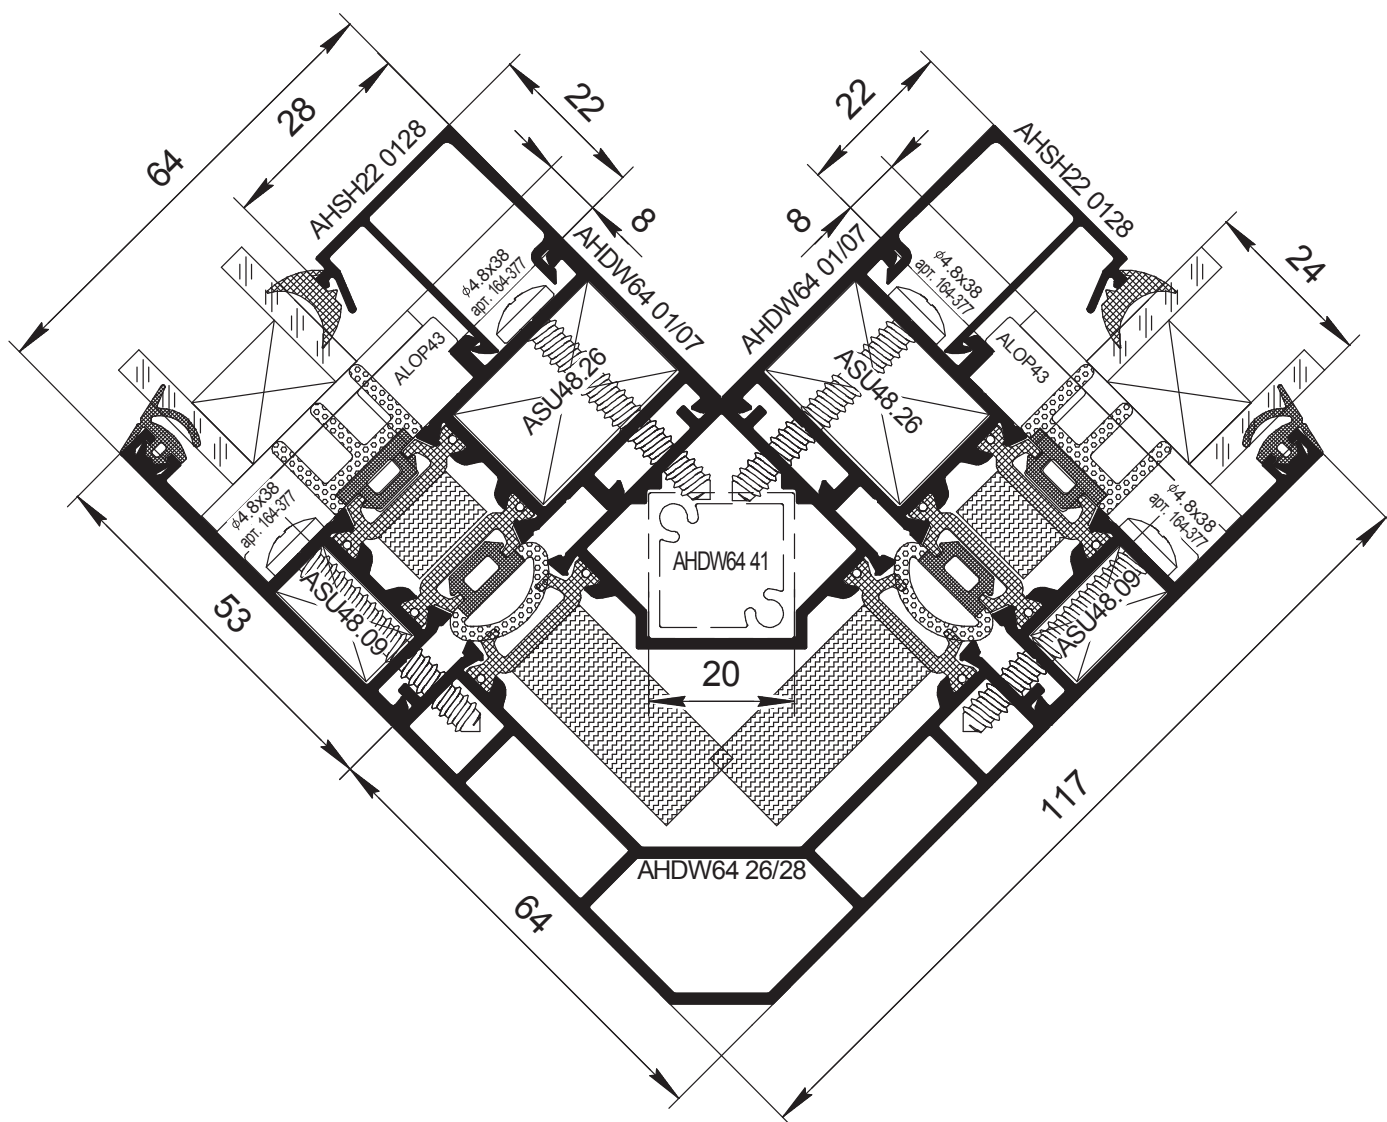 64
28
22
8
AHSH22 0128
ϕ4.8x38
арт. 164-377
AHDW64 01/07
ALOP43
ASU48.26
ϕ4.8x38
арт. 164-377
ASU48.09
53
64
22
8
AHSH22 0128
24
AHDW64 01/07
ϕ4.8x38
арт. 164-377
ALOP43
ASU48.26
ϕ4.8x38
арт. 164-377
ASU48.09
AHDW64 41
20
117
AHDW64 26/28